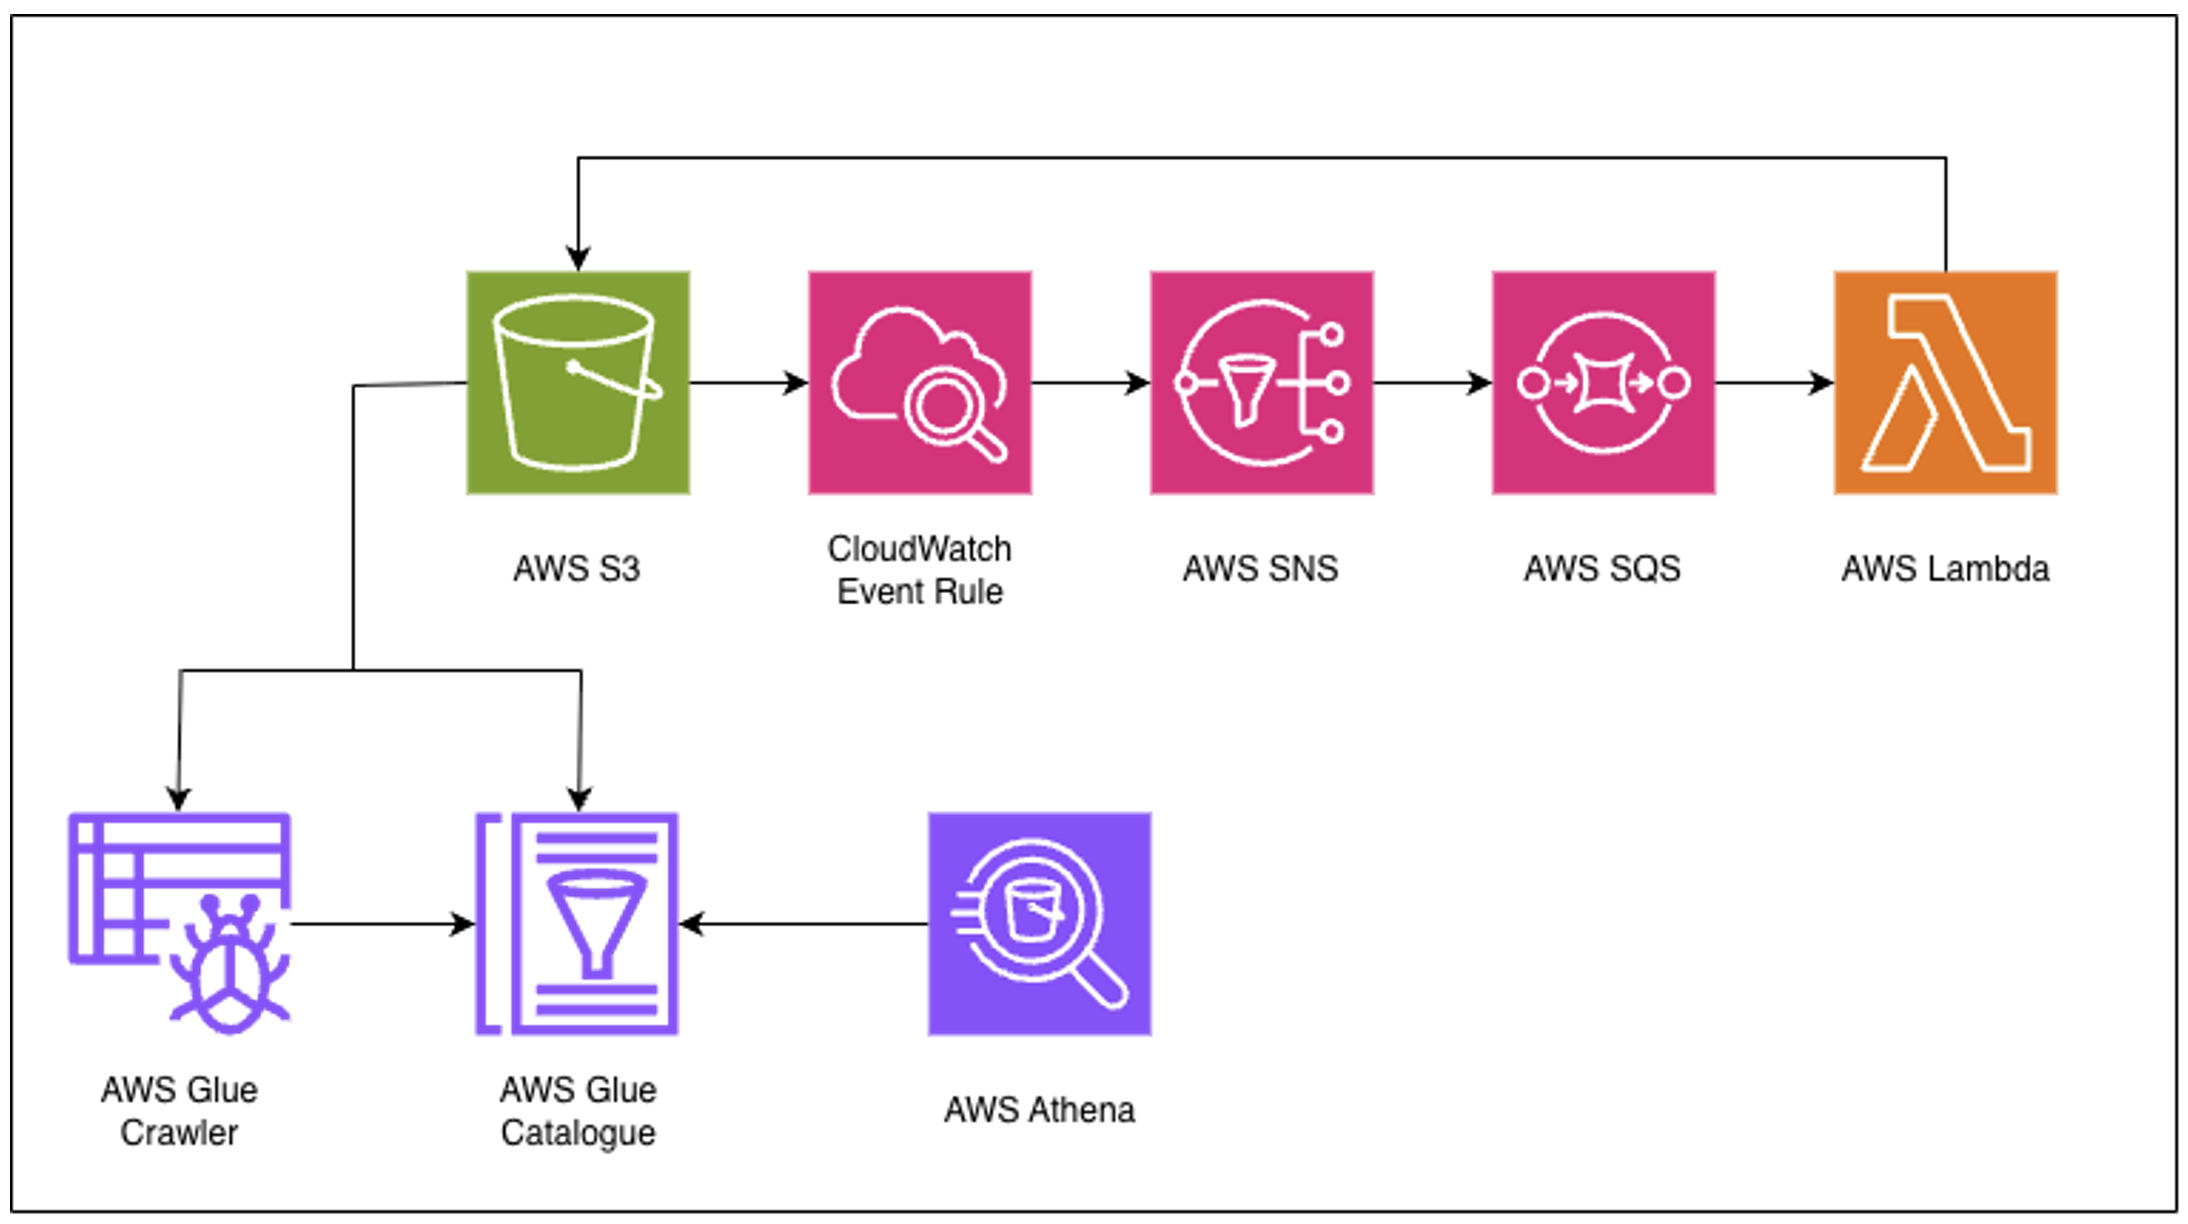 AWS S3
CloudWatch
Event Rule
AWS SNS
AWS SQS
AWS Lambda
AWS Glue
Crawler
AWS Glue
Catalogue
AWS Athena